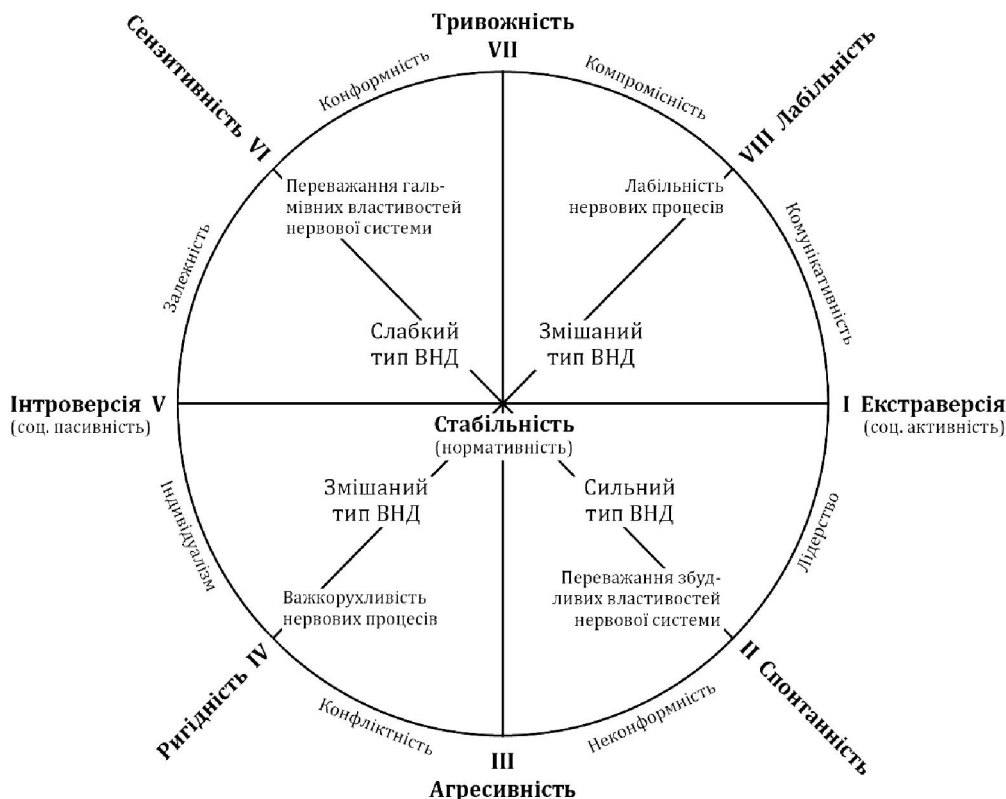 Тривожність
VII
Сензитивність VI
VIII Лабільність
Конформність
Компромісність
Переважання галь-
мівних властивостей
нервової системи
Лабільність
нервових процесів
Залежність
Комунікативність
Слабкий
тип ВНД
Змішаний
тип ВНД
Інтроверсія V
(соц. пасивність)
I Екстраверсія
(соц. активність)
Стабільність
(нормативність)
Змішаний
тип ВНД
Сильний
тип ВНД
Індивідуалізм
Лідерство
Важкорухливість
нервових процесів
Переважання збуд-
ливих властивостей
нервової системи
Ригідність IV
II Спонтанність
Конфліктність
Неконформність
III
Агресивність